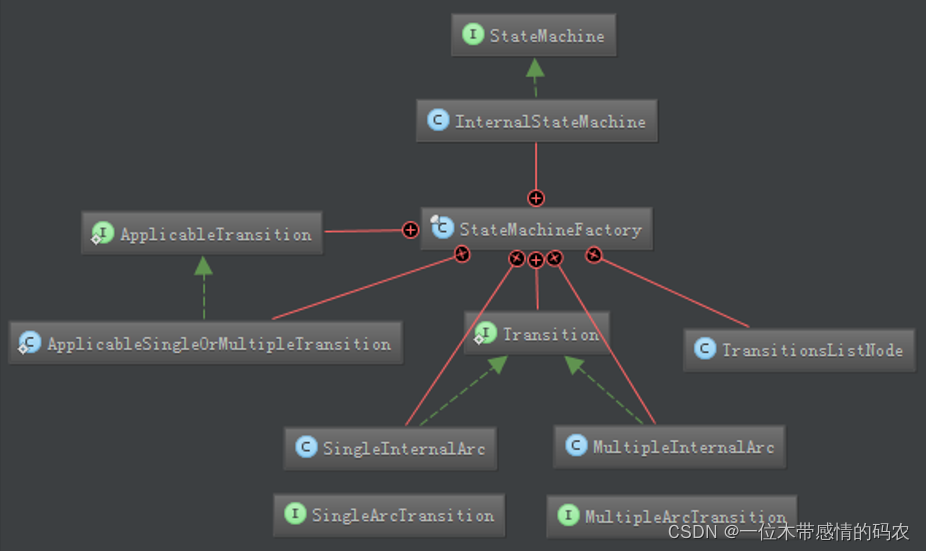 I StateMachine
C InternalStateMachine
I ApplicableTransition
C StateMachineFactory
C ApplicableSingleOrMultipleTransition
I Transition
C TransitionsListNode
C SingleInternalArc
C MultipleInternalArc
I SingleArcTransition
I MultipleArcTransition
CSDN @一位木带感情的码农